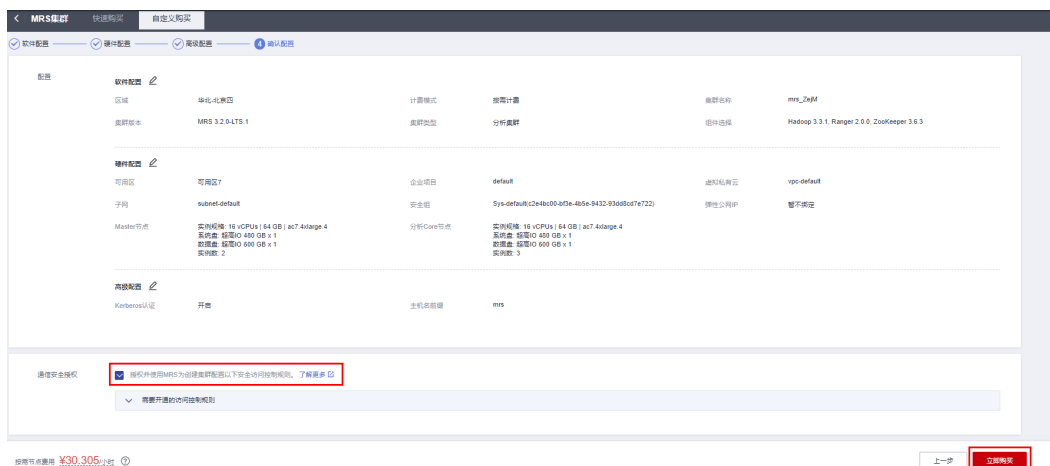 MRS集群 快速购买 自定义购买
软件配置 硬件配置 高级配置 4 确认配置
配置
软件配置
区域 华北-北京四 计费模式 按需计费 集群名称 mrs_ZejM
集群版本 MRS 3.2.0-LTS.1 集群类型 分析集群 组件选择 Hadoop 3.3.1, Ranger 2.0.0, ZooKeeper 3.6.3
硬件配置
可用区 可用区7 企业项目 default 虚拟私有云 vpc-default
子网 subnet-default 安全组 Sys-default(c2e4bc00-bf3e-4b5e-9432-93dd8cd7e722) 弹性公网IP 暂不绑定
Master节点 实例规格: 16 vCPUs | 64 GB | ac7.4xlarge.4 分析Core节点 实例规格: 16 vCPUs | 64 GB | ac7.4xlarge.4
系统盘: 超高IO 480 GB x 1 系统盘: 超高IO 480 GB x 1
数据盘: 超高IO 600 GB x 1 数据盘: 超高IO 600 GB x 1
实例数: 2 实例数: 3
高级配置
Kerberos认证 开启 主机名前缀 mrs
通信安全授权 授权并使用MRS为创建集群配置以下安全访问控制规则。 了解更多
需要开通的访问控制规则
按需节点费用 ¥30.305/小时 上一步 立即购买